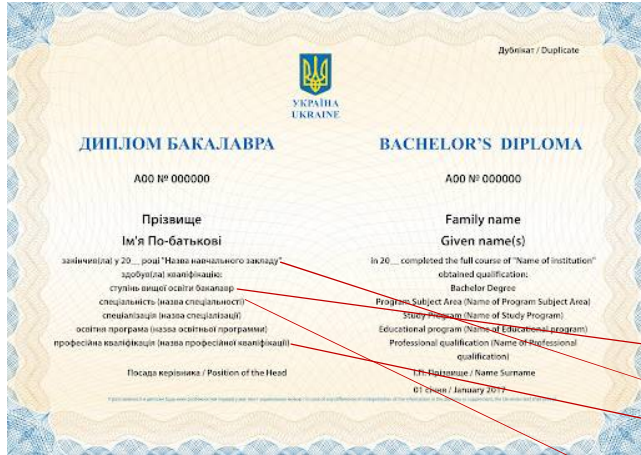 Дублікат / Duplicate
УКРАЇНА
UKRAINE
ДИПЛОМ БАКАЛАВРА
А00 № 000000
Прізвище
Ім'я По-батькові
закінчив(ла) у 20__ році "Назва навчального закладу"
здобув(ла) кваліфікацію:
ступінь вищої освіти бакалавр
спеціальність (назва спеціальності)
спеціалізація (назва спеціалізації)
освітня програма (назва освітньої программи)
професійна кваліфікація (назва професійної кваліфікації)
Посада керівника / Position of the Head
BACHELOR'S DIPLOMA
A00 № 000000
Family name
Given name(s)
in 20__ completed the full course of "Name of institution"
obtained qualification:
Bachelor Degree
Program Subject Area (Name of Program Subject Area)
Study Program (Name of Study Program)
Educational program (Name of Educational program)
Professional qualification (Name of Professional
qualification)
І.П. Прізвище / Name Surname
01 січня / January 2017